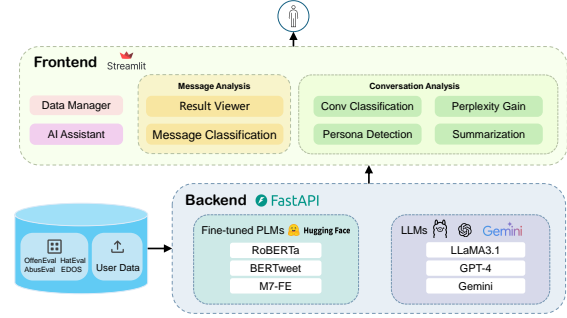 Frontend
Streamlit
Data Manager
AI Assistant
Message Analysis
Result Viewer
Message Classification
Conversation Analysis
Conv Classification
Perplexity Gain
Persona Detection
Summarization
Backend
FastAPI
OffenEval
AbusEval
HatEval
EDOS
User Data
Fine-tuned PLMs
Hugging Face
RoBERTa
BERTweet
M7-FE
LLMs
Gemini
LLaMA3.1
GPT-4
Gemini